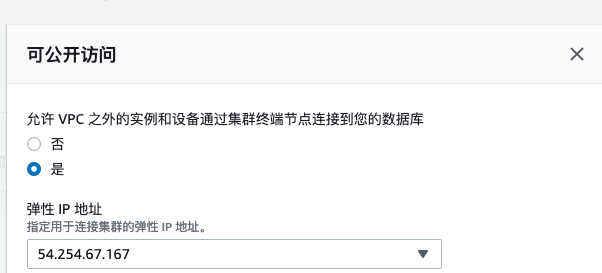 可公开访问
允许 VPC 之外的实例和设备通过集群终端节点连接到您的数据库
否
是
弹性 IP 地址
指定用于连接集群的弹性 IP 地址。
54.254.67.167